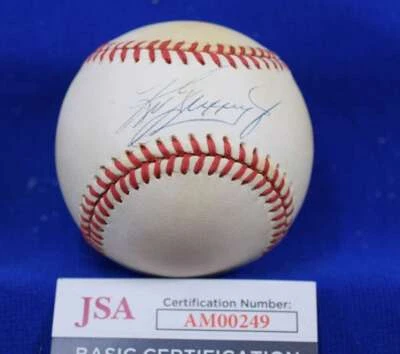 JSA
Certification Number:
AM00249
BASIC CERTIFICATION